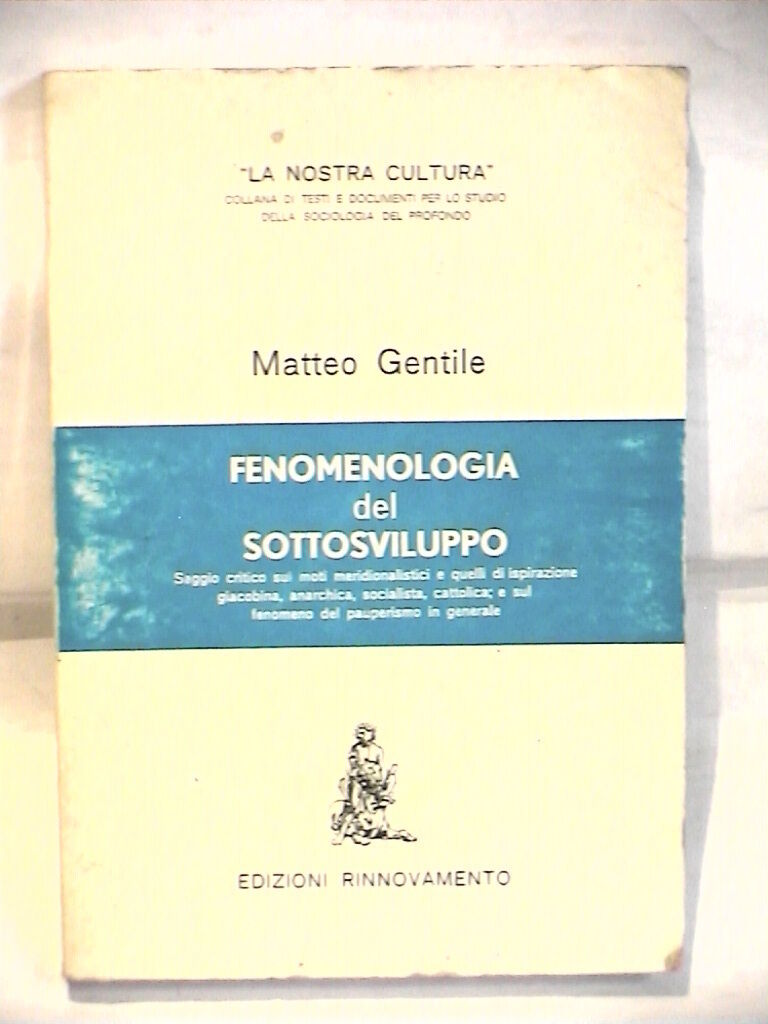 "LA NOSTRA CULTURA"
COLLANA DI TESTI E DOCUMENTI PER LO STUDIO
DELLA SOCIOLOGIA DEL PROFONDO
Matteo Gentile
FENOMENOLOGIA
del
SOTTOSVILUPPO
Saggio critico sui moti meridionalistici e quelli di ispirazione
giacobina, anarchica, socialista, cattolica; e sul
fenomeno del pauperismo in generale
EDIZIONI RINNOVAMENTO